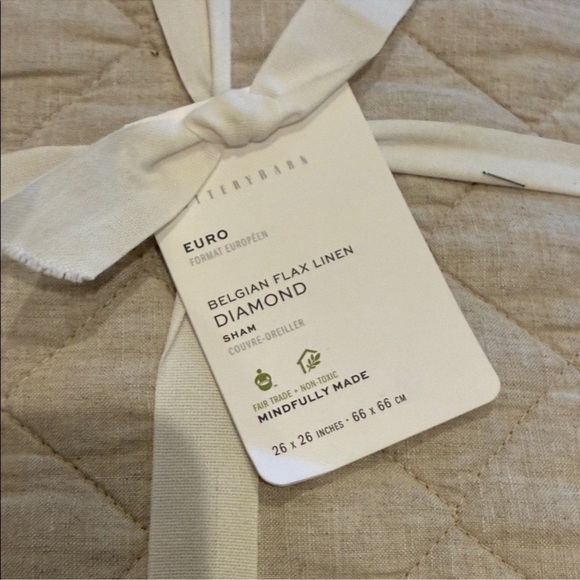 TTERYBARN
EURO
FORMAT EUROPÉEN
BELGIAN FLAX LINEN
DIAMOND
SHAM
COUVRE-OREILLER
FAIR TRADE + NON-TOXIC
MINDFULLY MADE
26 x 26 INCHES · 66 x 66 CM